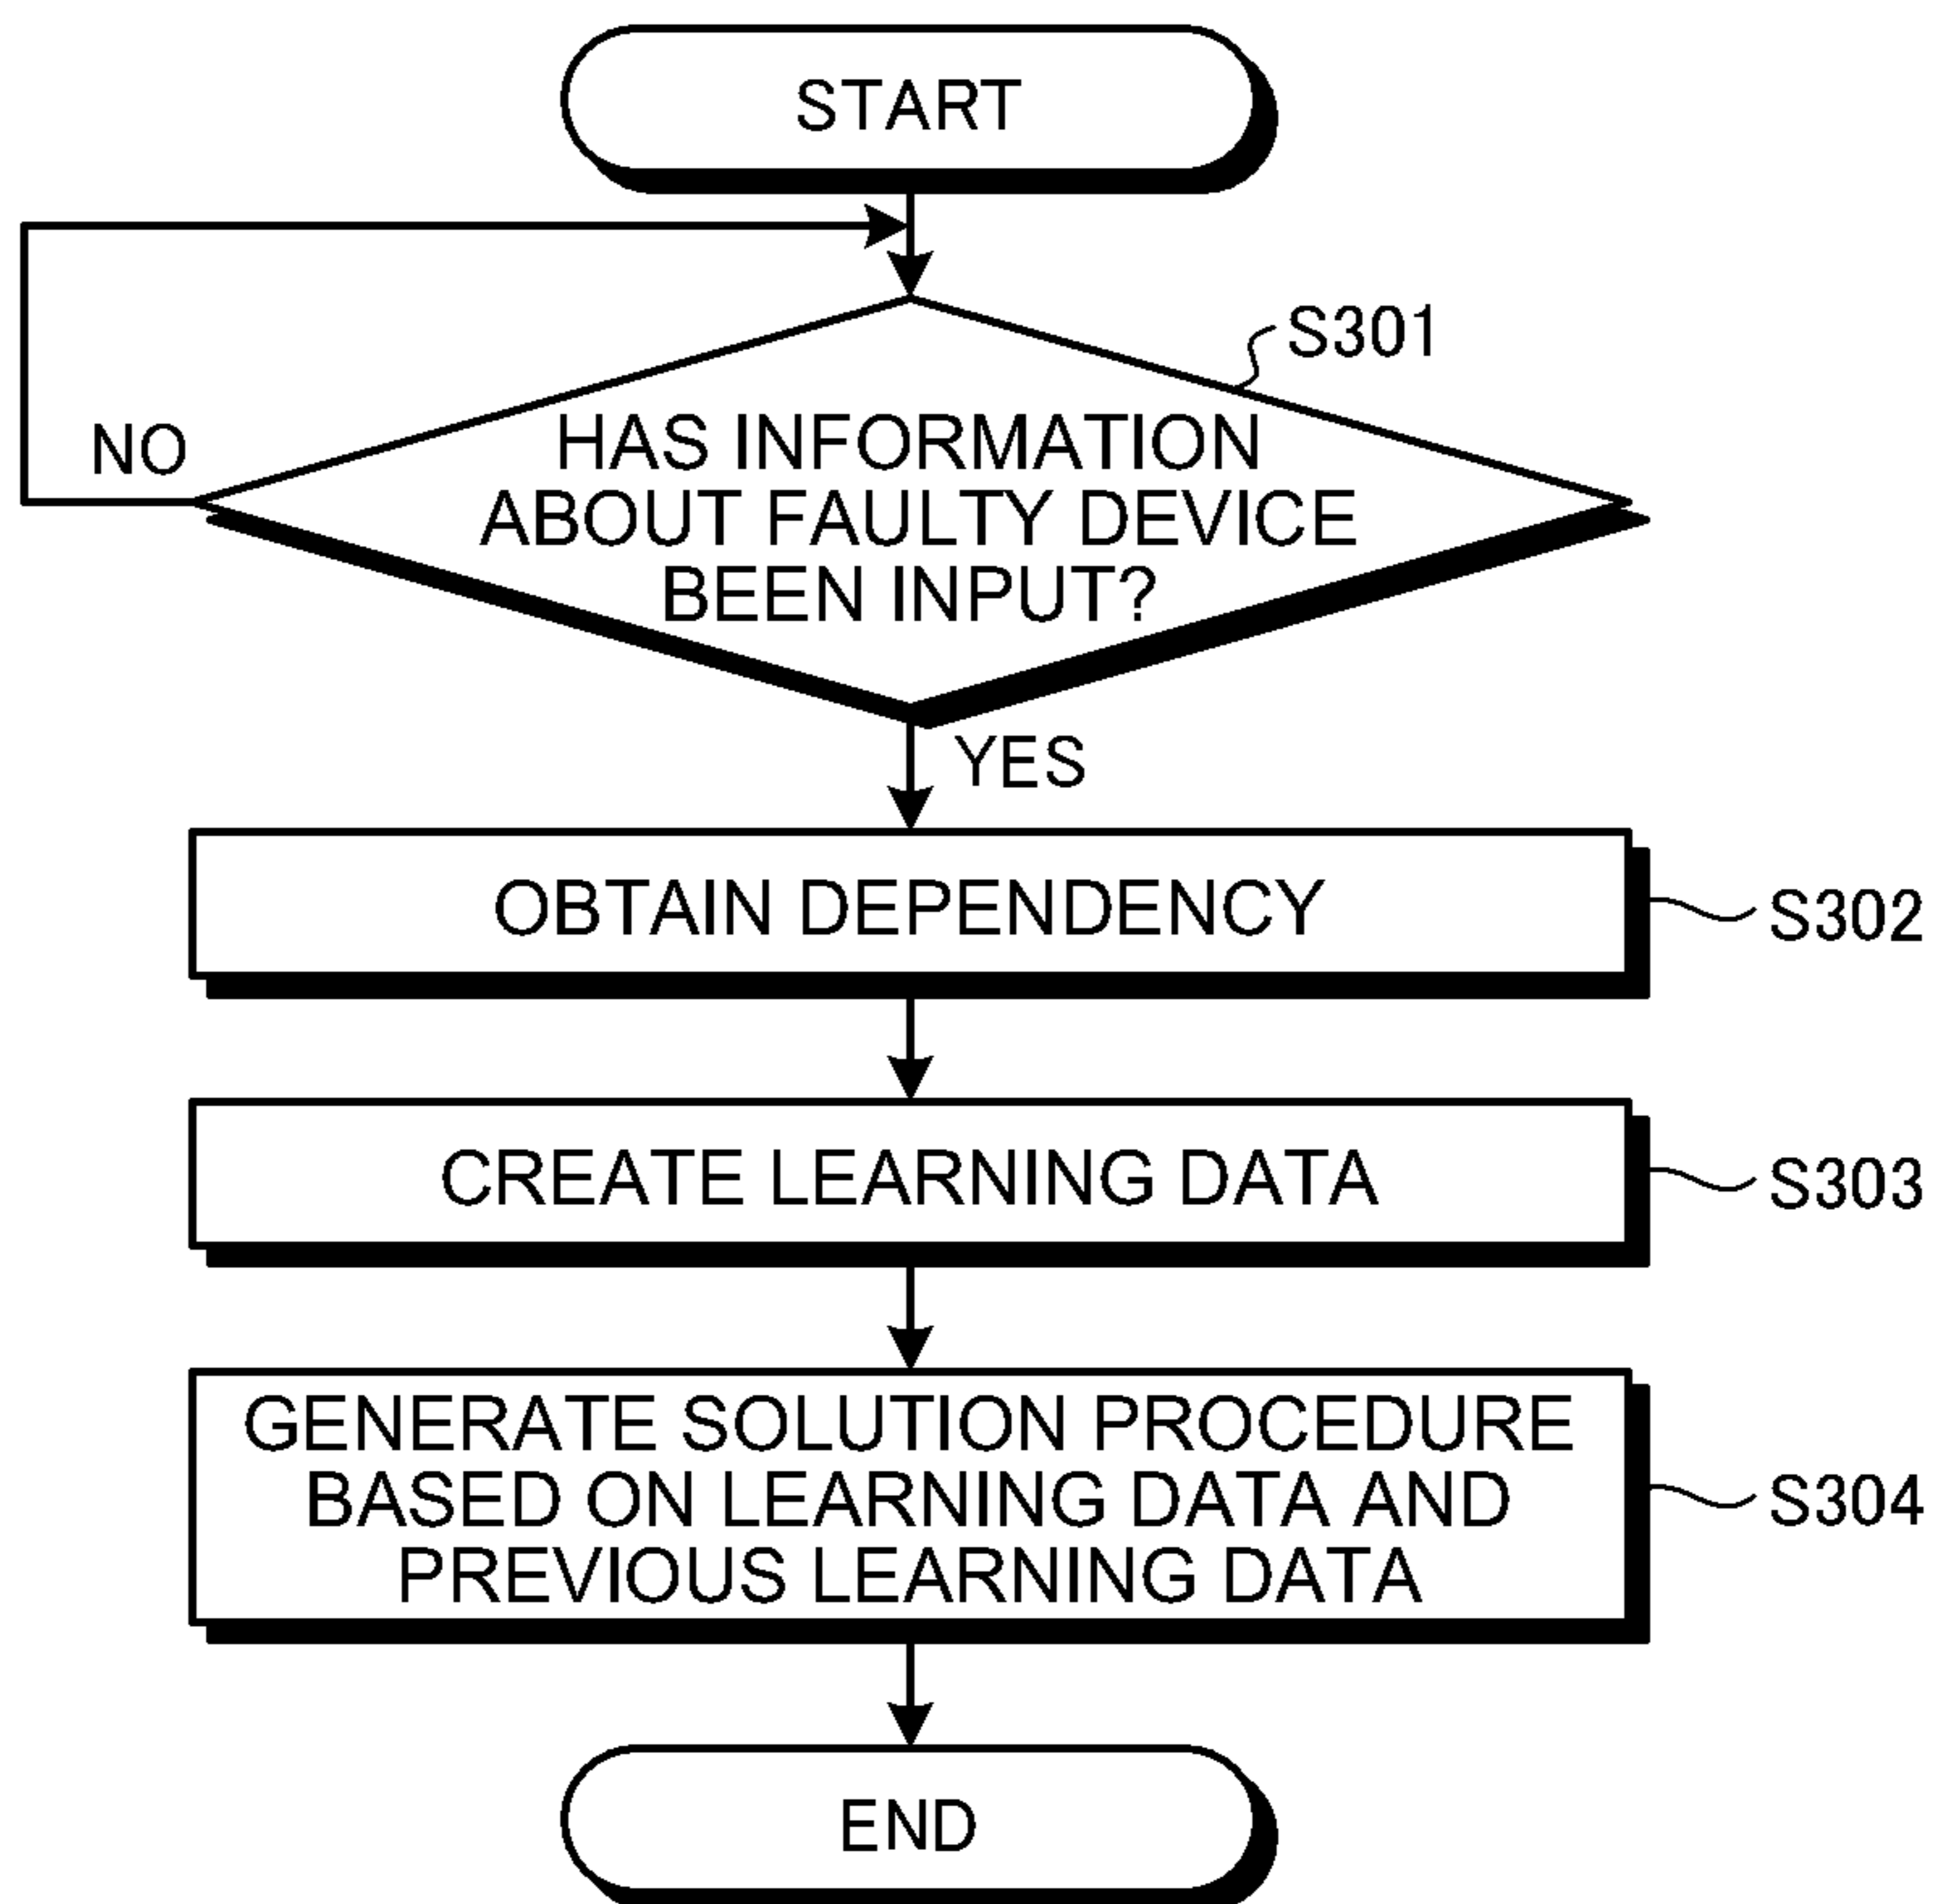 START
S301
NO
HAS INFORMATION
ABOUT FAULTY DEVICE
BEEN INPUT?
YES
OBTAIN DEPENDENCY
S302
CREATE LEARNING DATA
S303
GENERATE SOLUTION PROCEDURE
BASED ON LEARNING DATA AND
PREVIOUS LEARNING DATA
S304
END